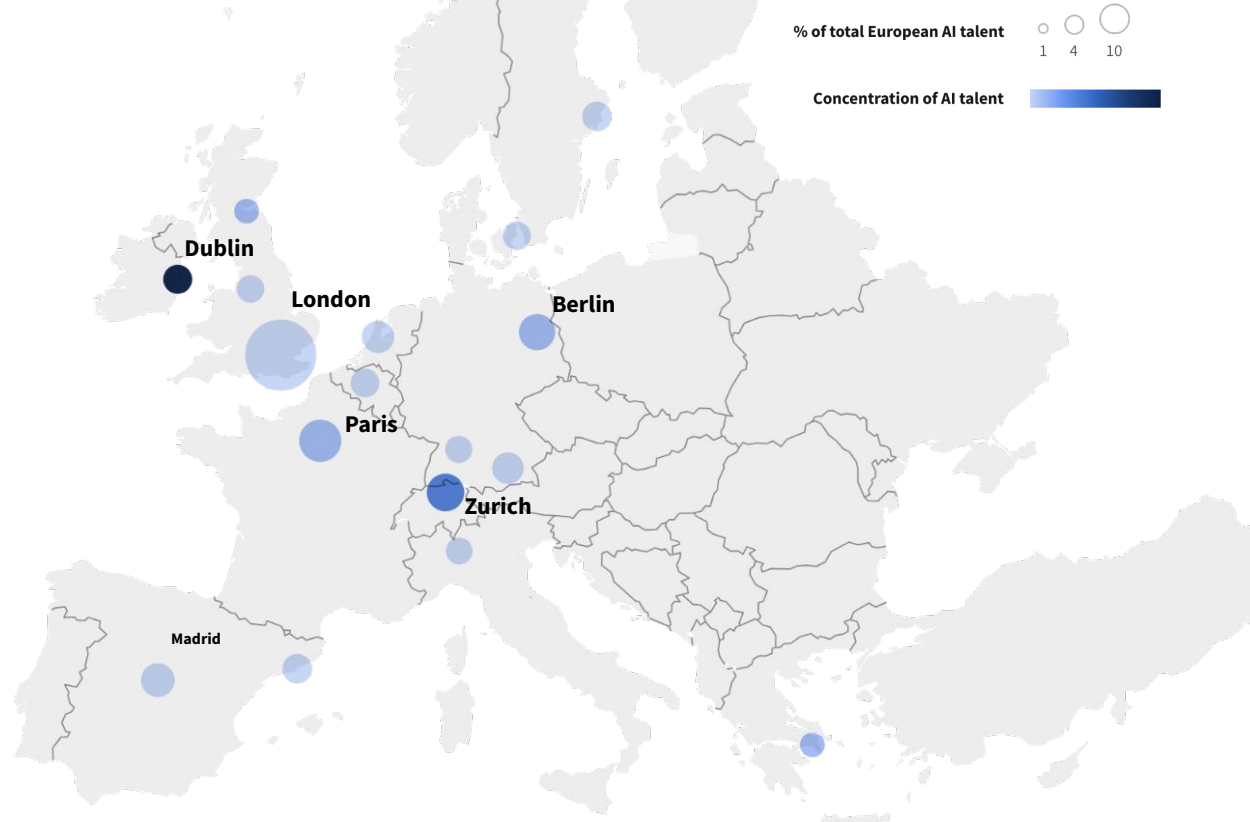 % of total European AI talent
1 4 10
Concentration of AI talent
Dublin
London
Berlin
Paris
Zurich
Madrid